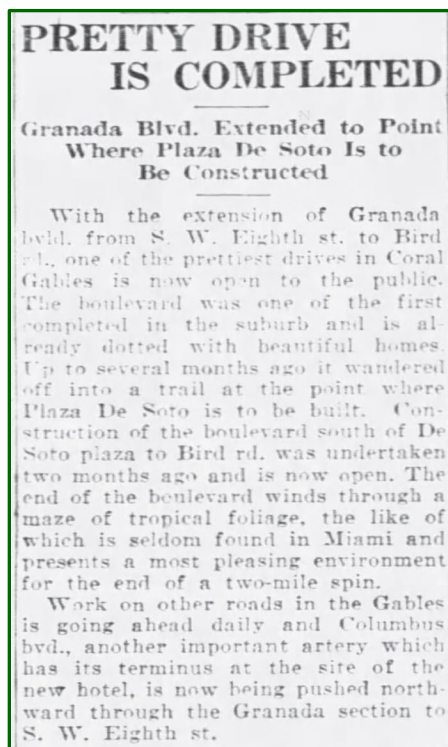 PRETTY DRIVE
IS COMPLETED
Granada Blvd. Extended to Point
Where Plaza De Soto Is to
Be Constructed
With the extension of Granada
bvld. from S. W. Eighth st. to Bird
rd., one of the prettiest drives in Coral
Gables is now open to the public.
The boulevard was one of the first
completed in the suburb and is al-
ready dotted with beautiful homes.
Up to several months ago it wandered
off into a trail at the point where
Plaza De Soto is to be built. Con-
struction of the boulevard south of De
Soto plaza to Bird rd. was undertaken
two months ago and is now open. The
end of the boulevard winds through a
maze of tropical foliage, the like of
which is seldom found in Miami and
presents a most pleasing environment
for the end of a two-mile spin.
Work on other roads in the Gables
is going ahead daily and Columbus
bvd., another important artery which
has its terminus at the site of the
new hotel, is now being pushed north-
ward through the Granada section to
S. W. Eighth st.